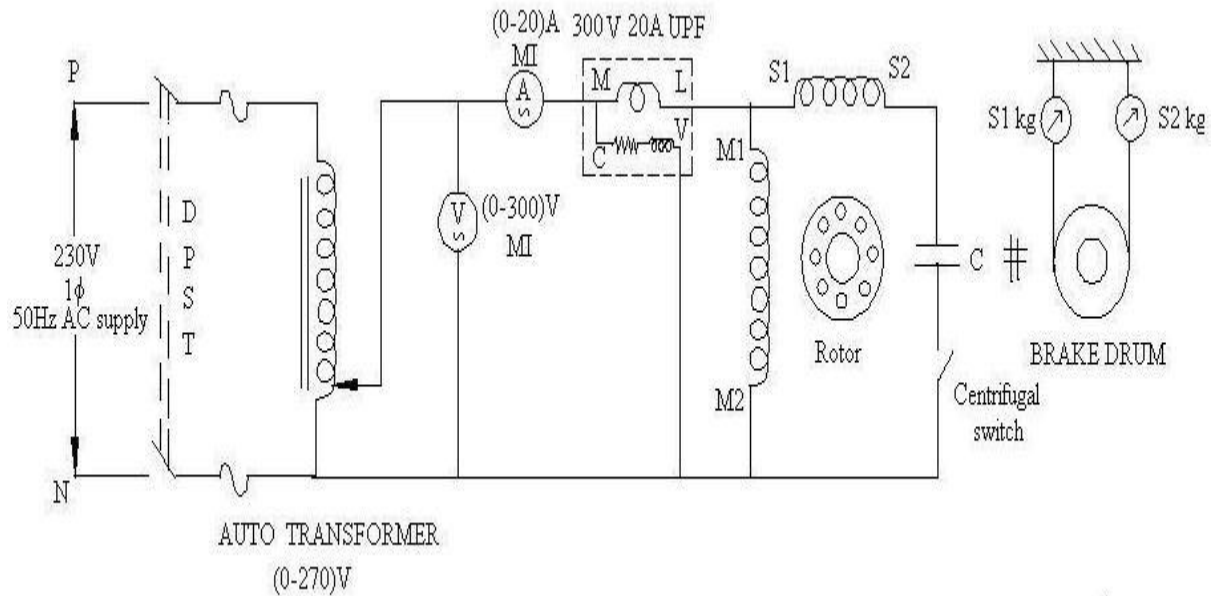 (0-20)A
MI
300V 20A UPF
P
A
~
M
L
S1
S2
S1 kg
S2 kg
V
C
M1
D
P
S
T
V
~
(0-300)V
MI
230V
1ϕ
50Hz AC supply
C
Rotor
BRAKE DRUM
M2
Centrifugal
switch
N
AUTO TRANSFORMER
(0-270)V